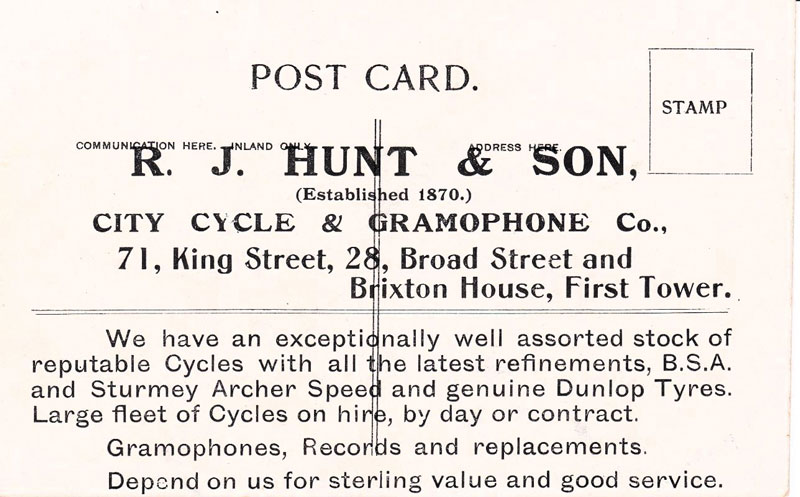 POST CARD.
STAMP
COMMUNICATION HERE. INLAND ONLY. ADDRESS HERE.
R. J. HUNT & SON,
(Established 1870.)
CITY CYCLE & GRAMOPHONE Co.,
71, King Street, 28, Broad Street and
Brixton House, First Tower.
We have an exceptionally well assorted stock of
reputable Cycles with all the latest refinements, B.S.A.
and Sturmey Archer Speed and genuine Dunlop Tyres.
Large fleet of Cycles on hire, by day or contract.
Gramophones, Records and replacements.
Depend on us for sterling value and good service.